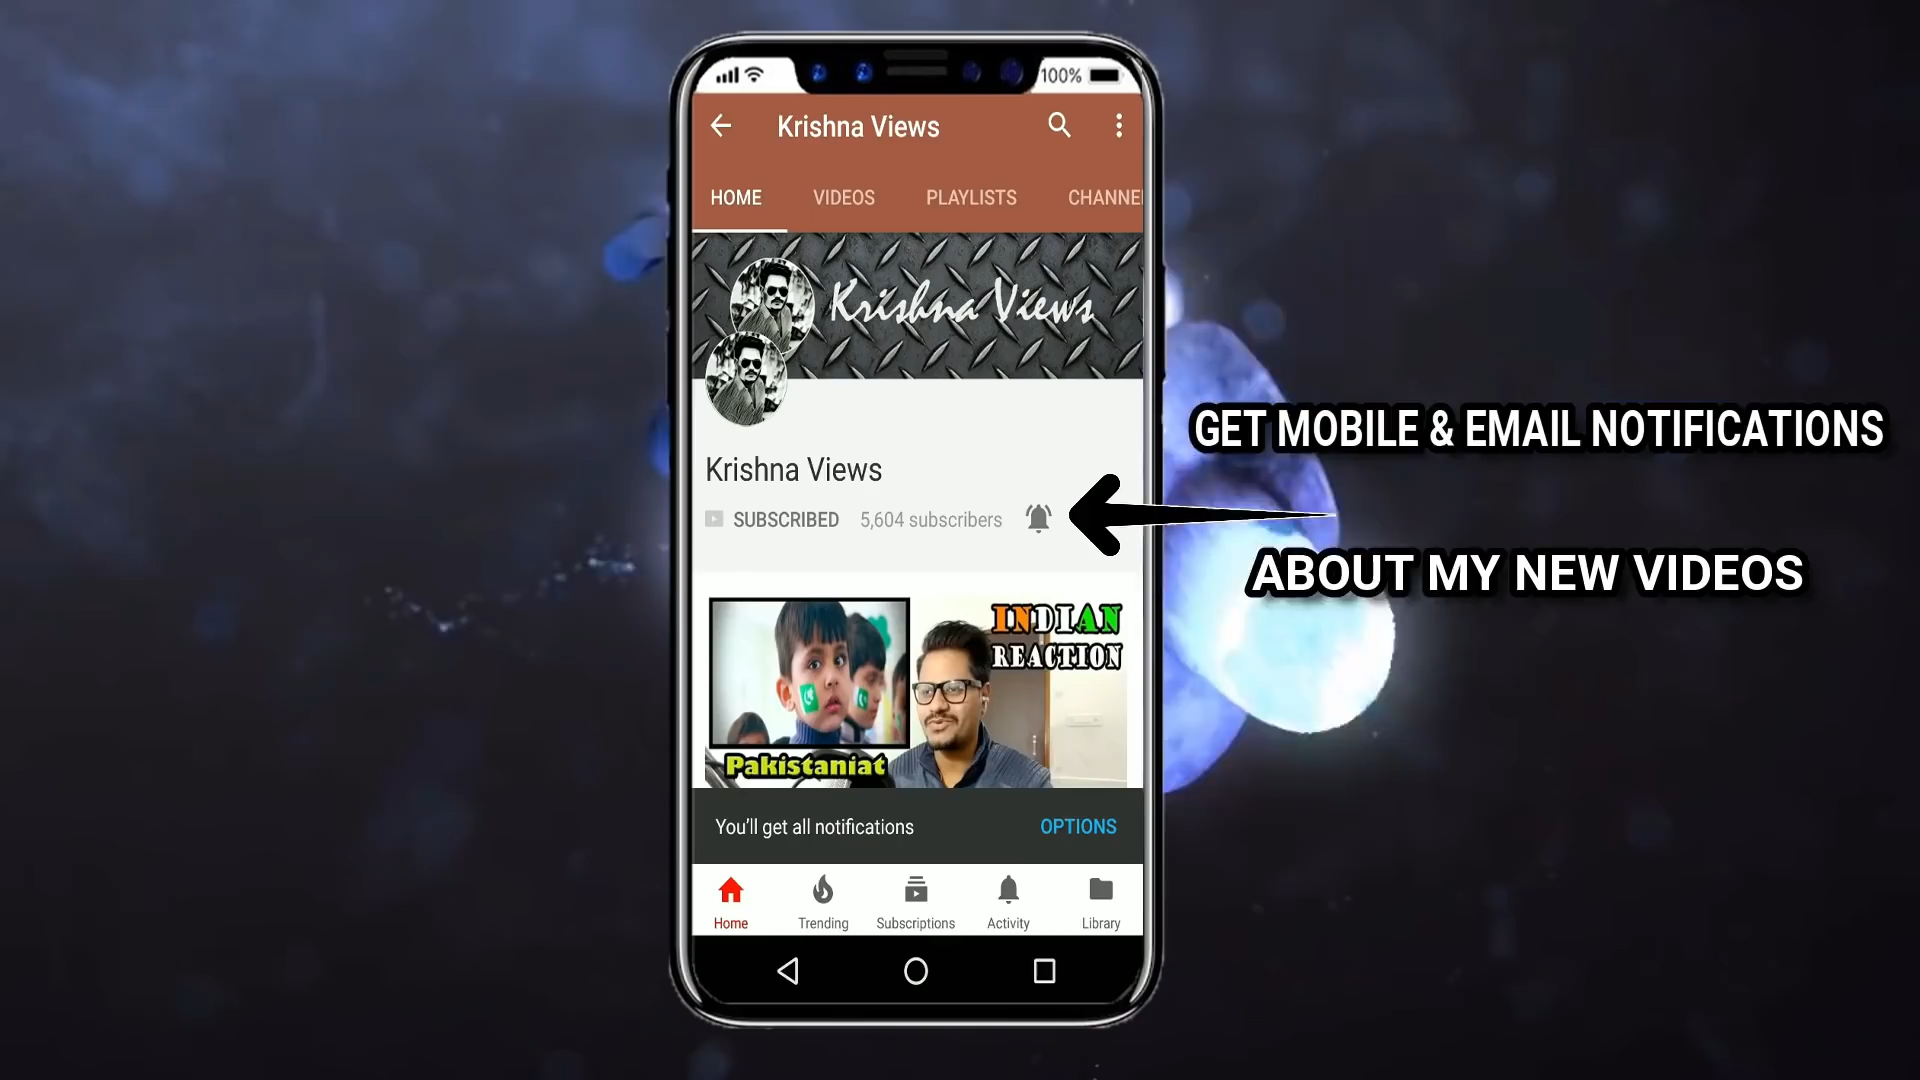 100%
Krishna Views
HOME VIDEOS PLAYLISTS CHANNE
Krishna Views
Krishna Views
SUBSCRIBED 5,604 subscribers
GET MOBILE & EMAIL NOTIFICATIONS
ABOUT MY NEW VIDEOS
INDIAN
REACTION
Pakistaniat
You'll get all notifications OPTIONS
Home Trending Subscriptions Activity Library